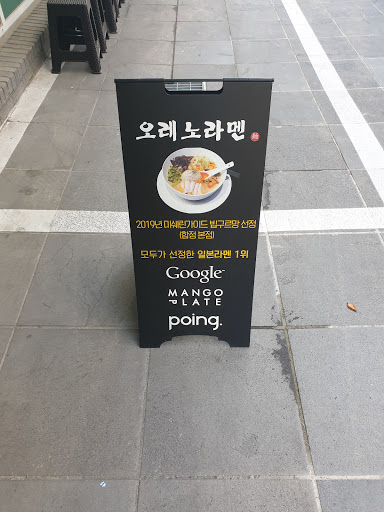 오레노라멘
2019년 미쉐린가이드 빕구르망 선정
(합정 본점)
모두가 선정한 일본라멘 1위
Google
MANGO
PLATE
poing.